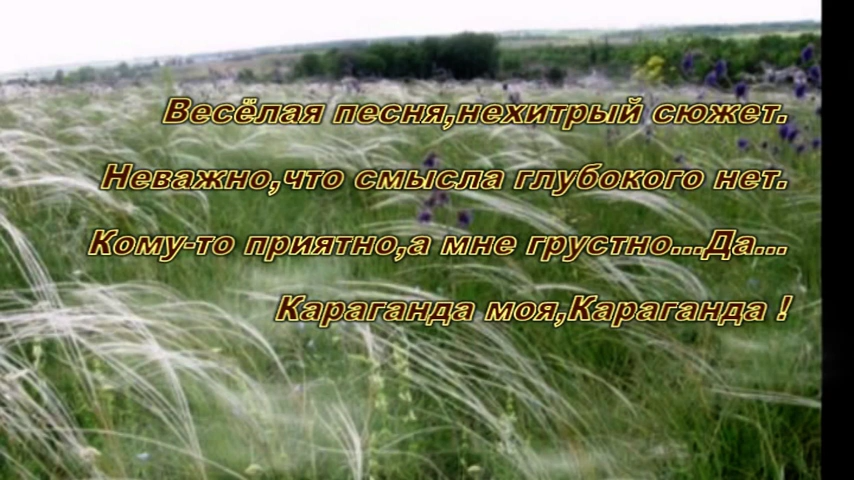 Весёлая песня,нехитрый сюжет.
Неважно,что смысла глубокого нет.
Кому-то приятно,а мне грустно...Да...
Караганда моя,Караганда !